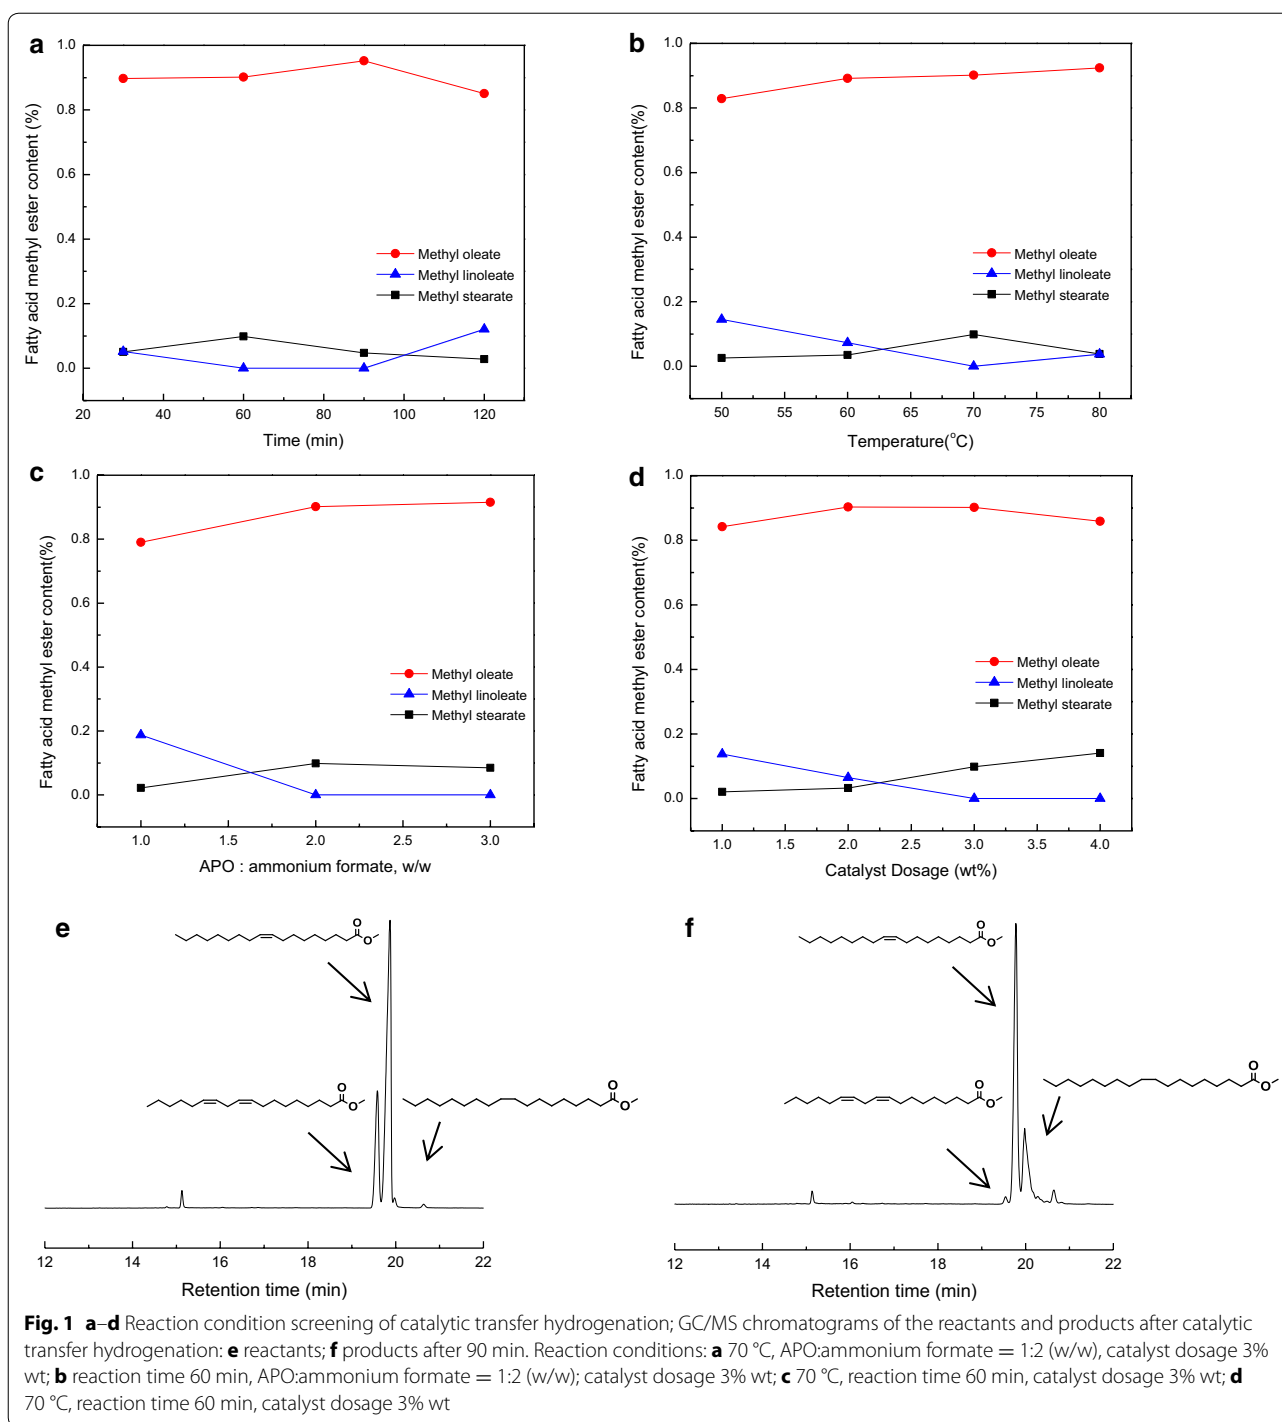 a
1.0
0.8
0.6
0.4
0.2
0.0
Fatty acid methyl ester content (%)
Methyl oleate
Methyl linoleate
Methyl stearate
20 40 60 80 100 120
Time (min)
b
1.0
0.8
0.6
0.4
0.2
0.0
Fatty acid methyl ester content(%)
Methyl oleate
Methyl linoleate
Methyl stearate
50 55 60 65 70 75 80
Temperature(°C)
c
1.0
0.8
0.6
0.4
0.2
0.0
Fatty acid methyl ester content(%)
Methyl oleate
Methyl linoleate
Methyl stearate
1.0 1.5 2.0 2.5 3.0
APO : ammonium formate, w/w
d
1.0
0.8
0.6
0.4
0.2
0.0
Fatty acid methyl ester content(%)
Methyl oleate
Methyl linoleate
Methyl stearate
1.0 1.5 2.0 2.5 3.0 3.5 4.0
Catalyst Dosage (wt%)
e
O
O
O
O
O
O
12 14 16 18 20 22
Retention time (min)
f
O
O
O
O
O
O
12 14 16 18 20 22
Retention time (min)
Fig. 1 a–d Reaction condition screening of catalytic transfer hydrogenation; GC/MS chromatograms of the reactants and products after catalytic
transfer hydrogenation: e reactants; f products after 90 min. Reaction conditions: a 70 °C, APO:ammonium formate = 1:2 (w/w), catalyst dosage 3%
wt; b reaction time 60 min, APO:ammonium formate = 1:2 (w/w); catalyst dosage 3% wt; c 70 °C, reaction time 60 min, catalyst dosage 3% wt; d
70 °C, reaction time 60 min, catalyst dosage 3% wt